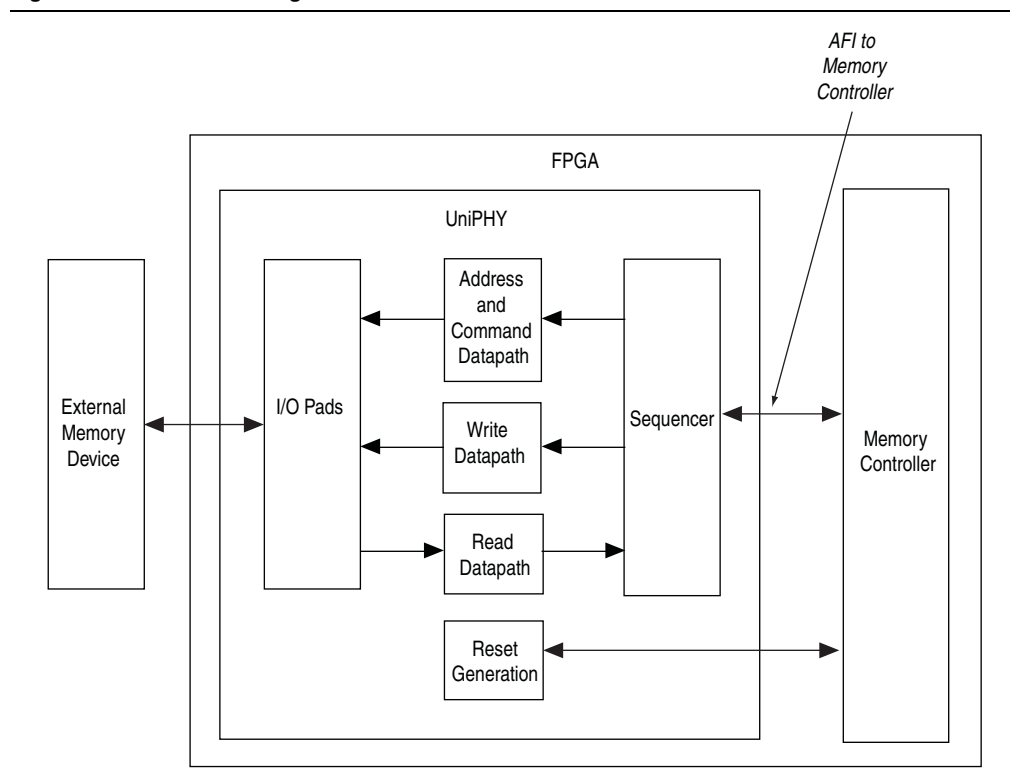 AFI to
Memory
Controller
FPGA
UniPHY
Address
and
Command
Datapath
External
Memory
Device
I/O Pads
Write
Datapath
Sequencer
Memory
Controller
Read
Datapath
Reset
Generation